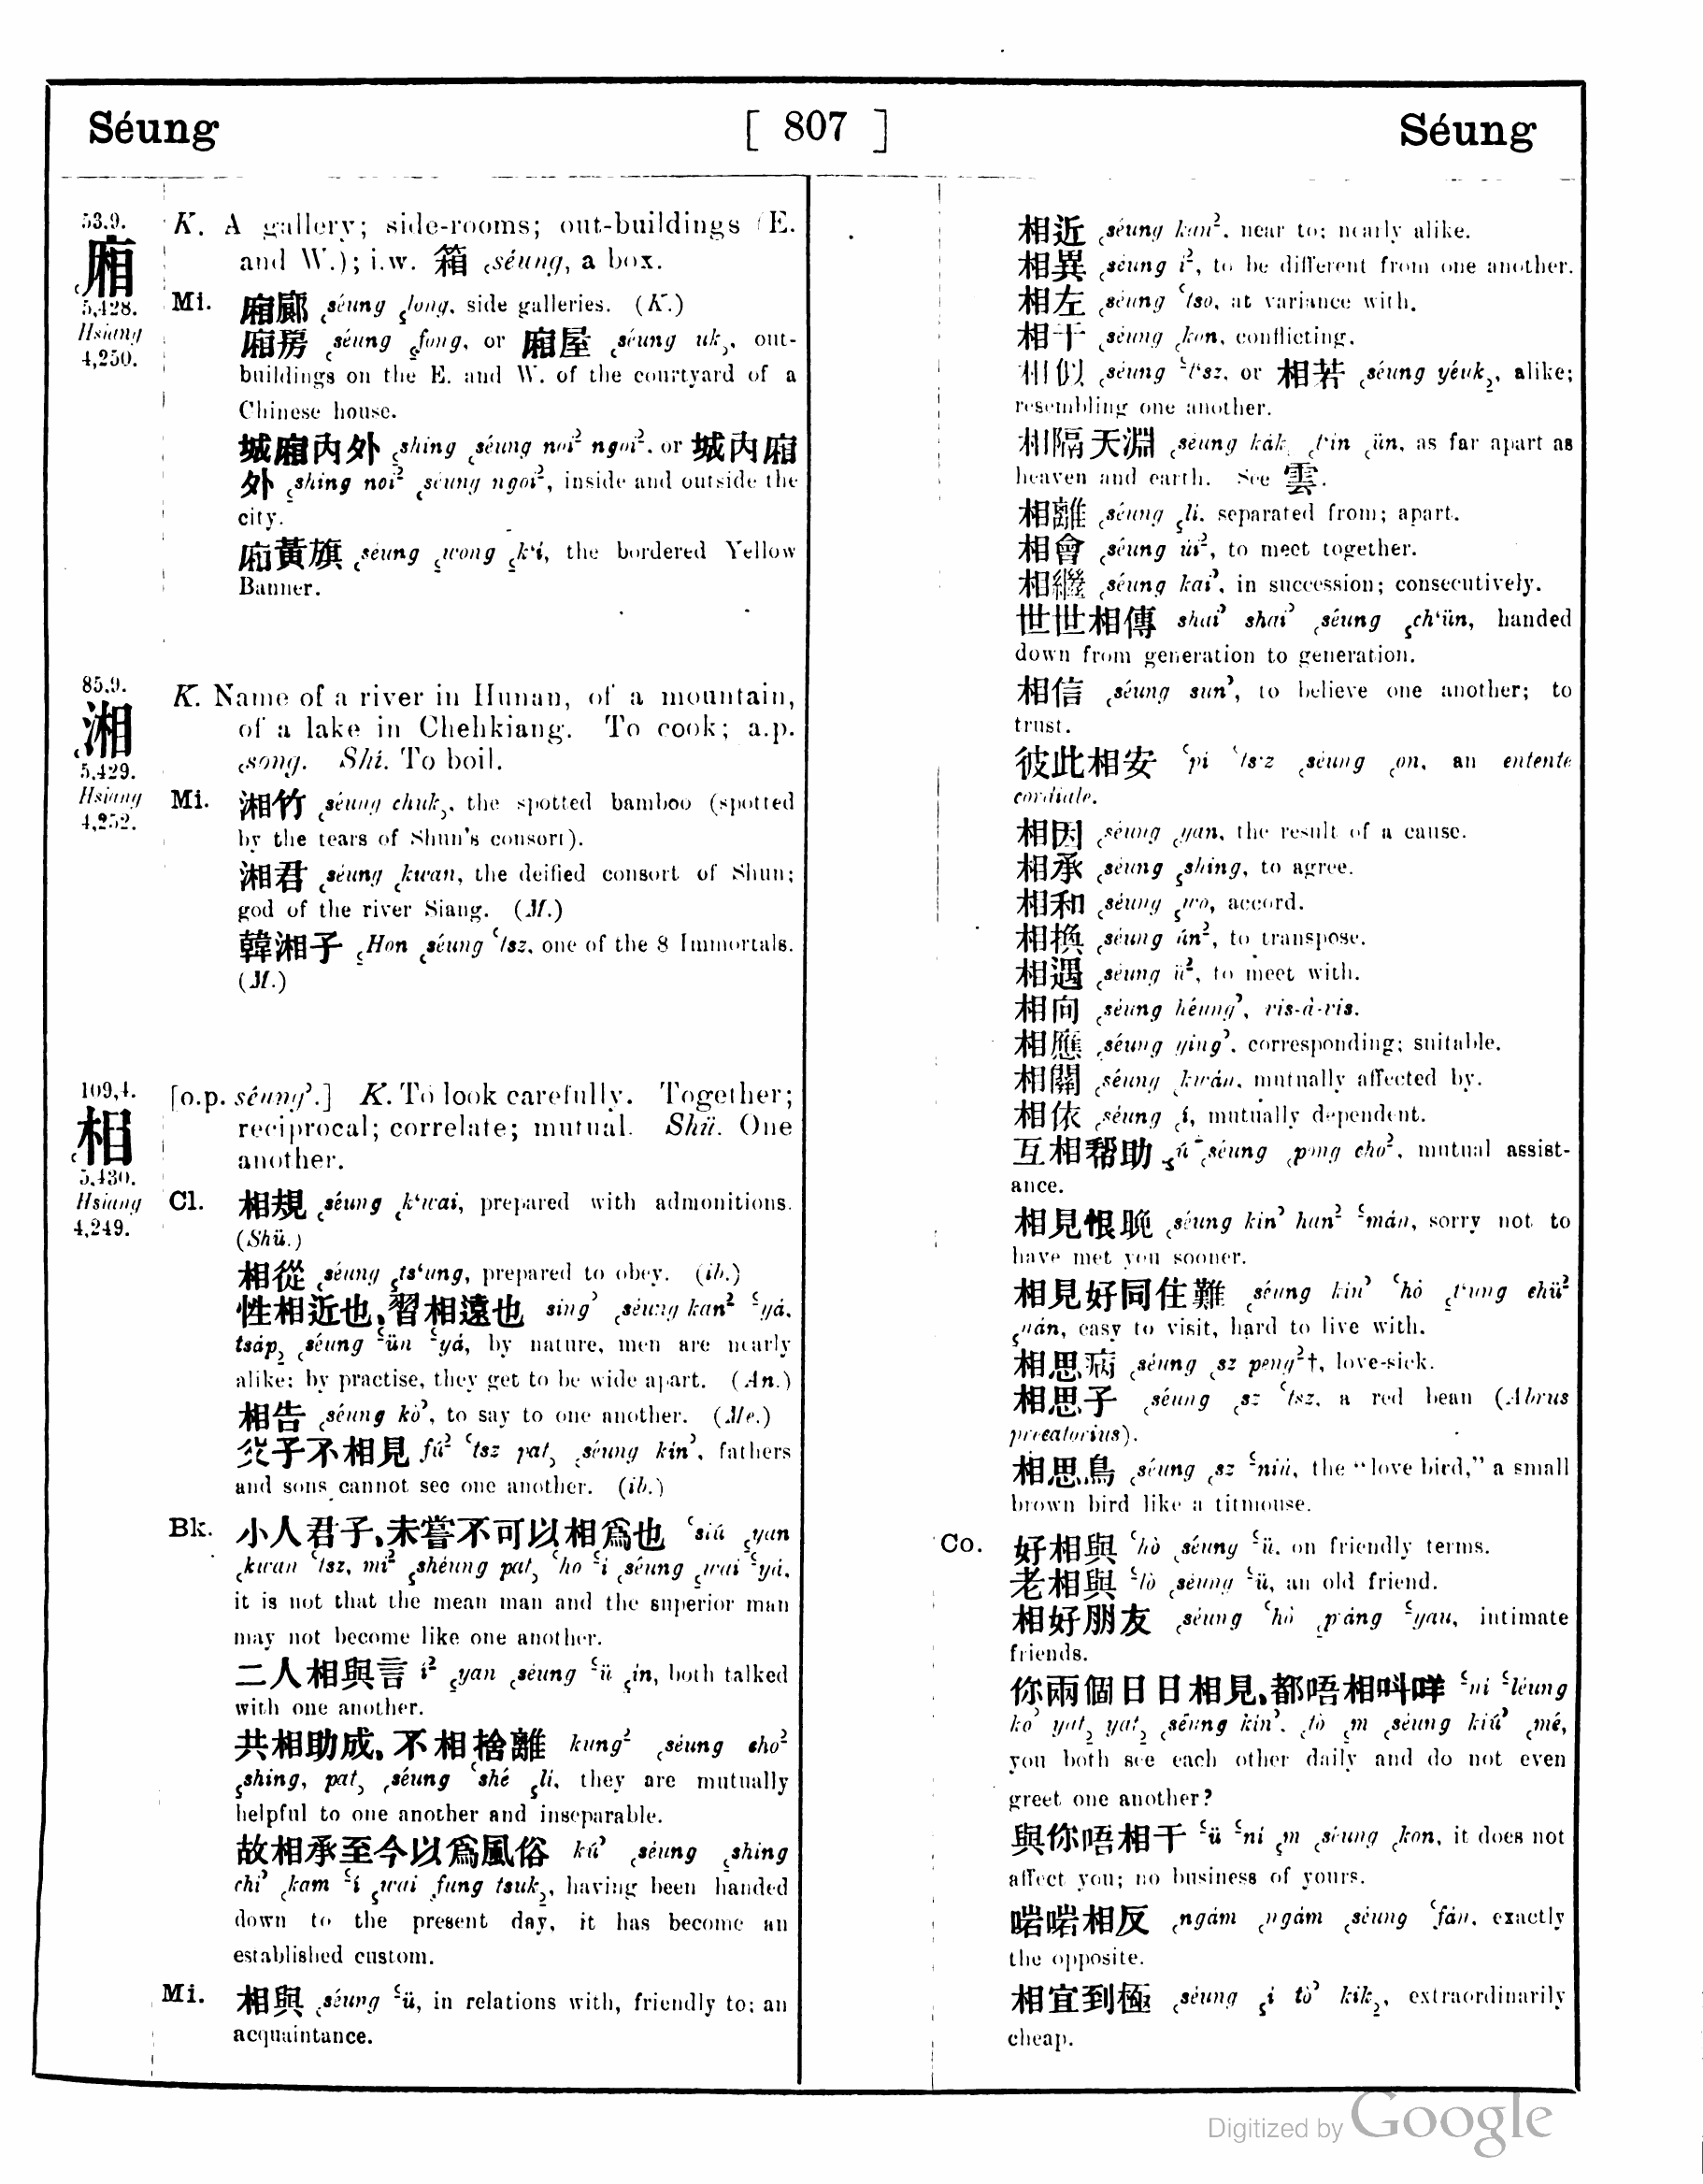 Séung [ 807 ] Séung
53.9.
廂
5,428.
Hsiang
4,250.
K. A gallery; side-rooms; out-buildings (E.
and W.); i.w. 箱 ꜀séung, a box.
Mi. 廂廊 ꜀séung ꜁long, side galleries. (K.)
廂房 ꜀séung ꜁fong, or 廂屋 ꜀séung uk꜆, out-
buildings on the E. and W. of the courtyard of a
Chinese house.
城廂內外 ꜁shing ꜀séung noi² ngoi², or 城內廂
外 ꜁shing noi² ꜀séung ngoi², inside and outside the
city.
廂黃旗 ꜀séung ꜁wong ꜁k‘í, the bordered Yellow
Banner.
85.9.
湘
5,429.
Hsiang
4,252.
K. Name of a river in Hunan, of a mountain,
of a lake in Chehkiang. To cook; a.p.
꜀song. Shí. To boil.
Mi. 湘竹 ꜀séung chuk꜆, the spotted bamboo (spotted
by the tears of Shun's consort).
湘君 ꜀séung ꜀kwan, the deified consort of Shun;
god of the river Siang. (M.)
韓湘子 ꜁Hon ꜀séung ꜂tsz, one of the 8 Immortals.
(M.)
109,4.
相
5,430.
Hsiang
4,249.
[o.p. séung꜄.] K. To look carefully. Together;
reciprocal; correlate; mutual. Shü. One
another.
Cl. 相規 ꜀séung ꜀k‘wai, prepared with admonitions.
(Shü.)
相從 ꜀séung ꜁ts‘ung, prepared to obey. (ib.)
性相近也,習相遠也 sing꜄ ꜀séung kan² ꜃yá,
tsáp꜇ ꜀séung ꜃ün ꜃yá, by nature, men are nearly
alike: by practise, they get to be wide apart. (An.)
相告 ꜀séung kò꜄, to say to one another. (Me.)
父子不相見 fú² ꜂tsz pat꜆ ꜀séung kín꜄, fathers
and sons cannot see one another. (ib.)
Bk. 小人君子,未嘗不可以相爲也 ꜂siú ꜁yan
꜀kwan ꜂tsz, mí² ꜁shéung pat꜆ ꜂ho ꜃í ꜀séung ꜁wai ꜃yá,
it is not that the mean man and the superior man
may not become like one another.
二人相與言 í² ꜁yan ꜀séung ꜃ü ꜁ín, both talked
with one another.
共相助成,不相捨離 kung² ꜀séung cho²
꜁shing, pat꜆ ꜀séung ꜂shé ꜁li, they are mutually
helpful to one another and inseparable.
故相承至今以爲風俗 kú꜄ ꜀séung ꜁shing
chí꜄ ꜀kam ꜃í ꜁wai ꜀fung tsuk꜇, having been handed
down to the present day, it has become an
established custom.
Mi. 相與 ꜀séung ꜃ü, in relations with, friendly to; an
acquaintance.
相近 ꜀séung kan², near to; nearly alike.
相異 ꜀séung í², to be different from one another.
相左 ꜀séung ꜂tso, at variance with.
相干 ꜀séung ꜀kon, conflicting.
相似 ꜀séung ꜃t‘sz, or 相若 ꜀séung yéuk꜇, alike;
resembling one another.
相隔天淵 ꜀séung kák꜆ ꜀t‘in ꜀ün, as far apart as
heaven and earth. See 雲.
相離 ꜀séung ꜁li, separated from; apart.
相會 ꜀séung úi², to meet together.
相繼 ꜀séung kai꜄, in succession; consecutively.
世世相傳 shai꜄ shai꜄ ꜀séung ꜁ch‘ün, handed
down from generation to generation.
相信 ꜀séung sun꜄, to believe one another; to
trust.
彼此相安 ꜂pí ꜂ts‘z ꜀séung ꜀on, an entente
cordiale.
相因 ꜀séung ꜀yan, the result of a cause.
相承 ꜀séung ꜁shing, to agree.
相和 ꜀séung ꜁wo, accord.
相換 ꜀séung ún², to transpose.
相遇 ꜀séung ü², to meet with.
相向 ꜀séung héung꜄, vis-à-vis.
相應 ꜀séung ying꜄, corresponding; suitable.
相關 ꜀séung ꜀kwán, mutually affected by.
相依 ꜀séung ꜀í, mutually dependent.
互相幫助 ꜁ú² ꜀séung ꜀pong cho², mutual assist-
ance.
相見恨晚 ꜀séung kín꜄ han² ꜃mán, sorry not to
have met you sooner.
相見好同住難 ꜀séung kín꜄ ꜂hò ꜁t‘ung chü²
꜁nán, easy to visit, hard to live with.
相思病 ꜀séung ꜀sz peng²†, love-sick.
相思子 ꜀séung ꜀sz ꜂tsz, a red bean (Abrus
precatorius).
相思鳥 ꜀séung ꜀sz ꜃niú, the “love bird,” a small
brown bird like a titmouse.
Co. 好相與 ꜂hò ꜀séung ꜃ü, on friendly terms.
老相與 ꜃lò ꜀séung ꜃ü, an old friend.
相好朋友 ꜀séung ꜂hò ꜁páng ꜃yau, intimate
friends.
你兩個日日相見,都唔相叫咩 ꜃ní ꜃léung
ko꜄ yat꜇ yat꜇ ꜀séung kín꜄, ꜀tò ꜁m ꜀séung kiú꜄ ꜀mé,
you both see each other daily and do not even
greet one another?
與你唔相干 ꜃ü ꜃ní ꜁m ꜀séung ꜀kon, it does not
affect you; no business of yours.
啱啱相反 ꜀ngám ꜀ngám ꜀séung ꜂fán, exactly
the opposite.
相宜到極 ꜀séung ꜁í tò꜄ kik꜇, extraordinarily
cheap.
Digitized by Google